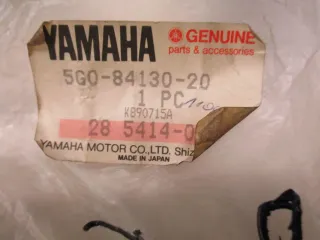 YAMAHA GENUINE
parts & accessories
5G0-84130-20
1 PC
K890715A
28 5414-0
YAMAHA MOTOR CO.,LTD. Shiz
MADE IN JAPAN